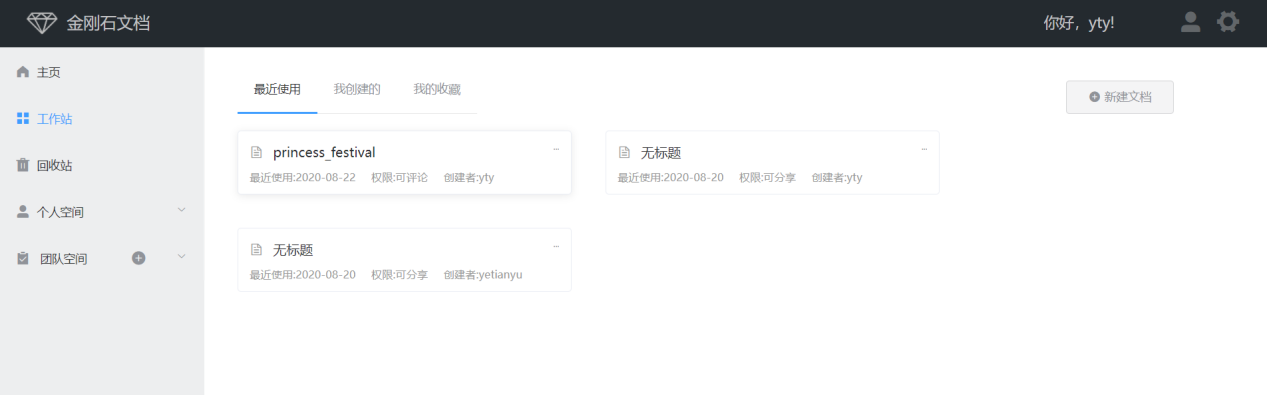 金刚石文档
你好，yty!
主页
工作站
回收站
个人空间
团队空间
最近使用 我创建的 我的收藏
新建文档
princess_festival
最近使用:2020-08-22 权限:可评论 创建者:yty
无标题
最近使用:2020-08-20 权限:可分享 创建者:yty
无标题
最近使用:2020-08-20 权限:可分享 创建者:yetianyu